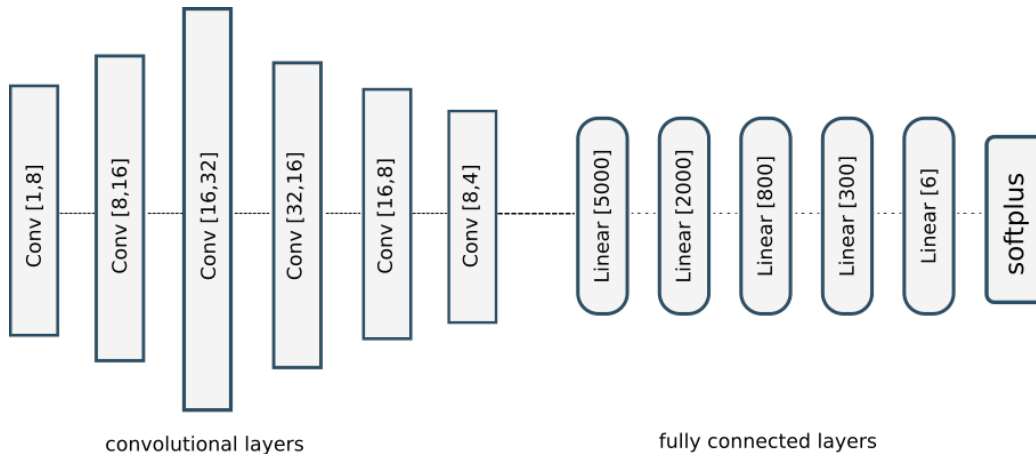 Conv [1,8]
Conv [8,16]
Conv [16,32]
Conv [32,16]
Conv [16,8]
Conv [8,4]
Linear [5000]
Linear [2000]
Linear [800]
Linear [300]
Linear [6]
softplus
convolutional layers
fully connected layers